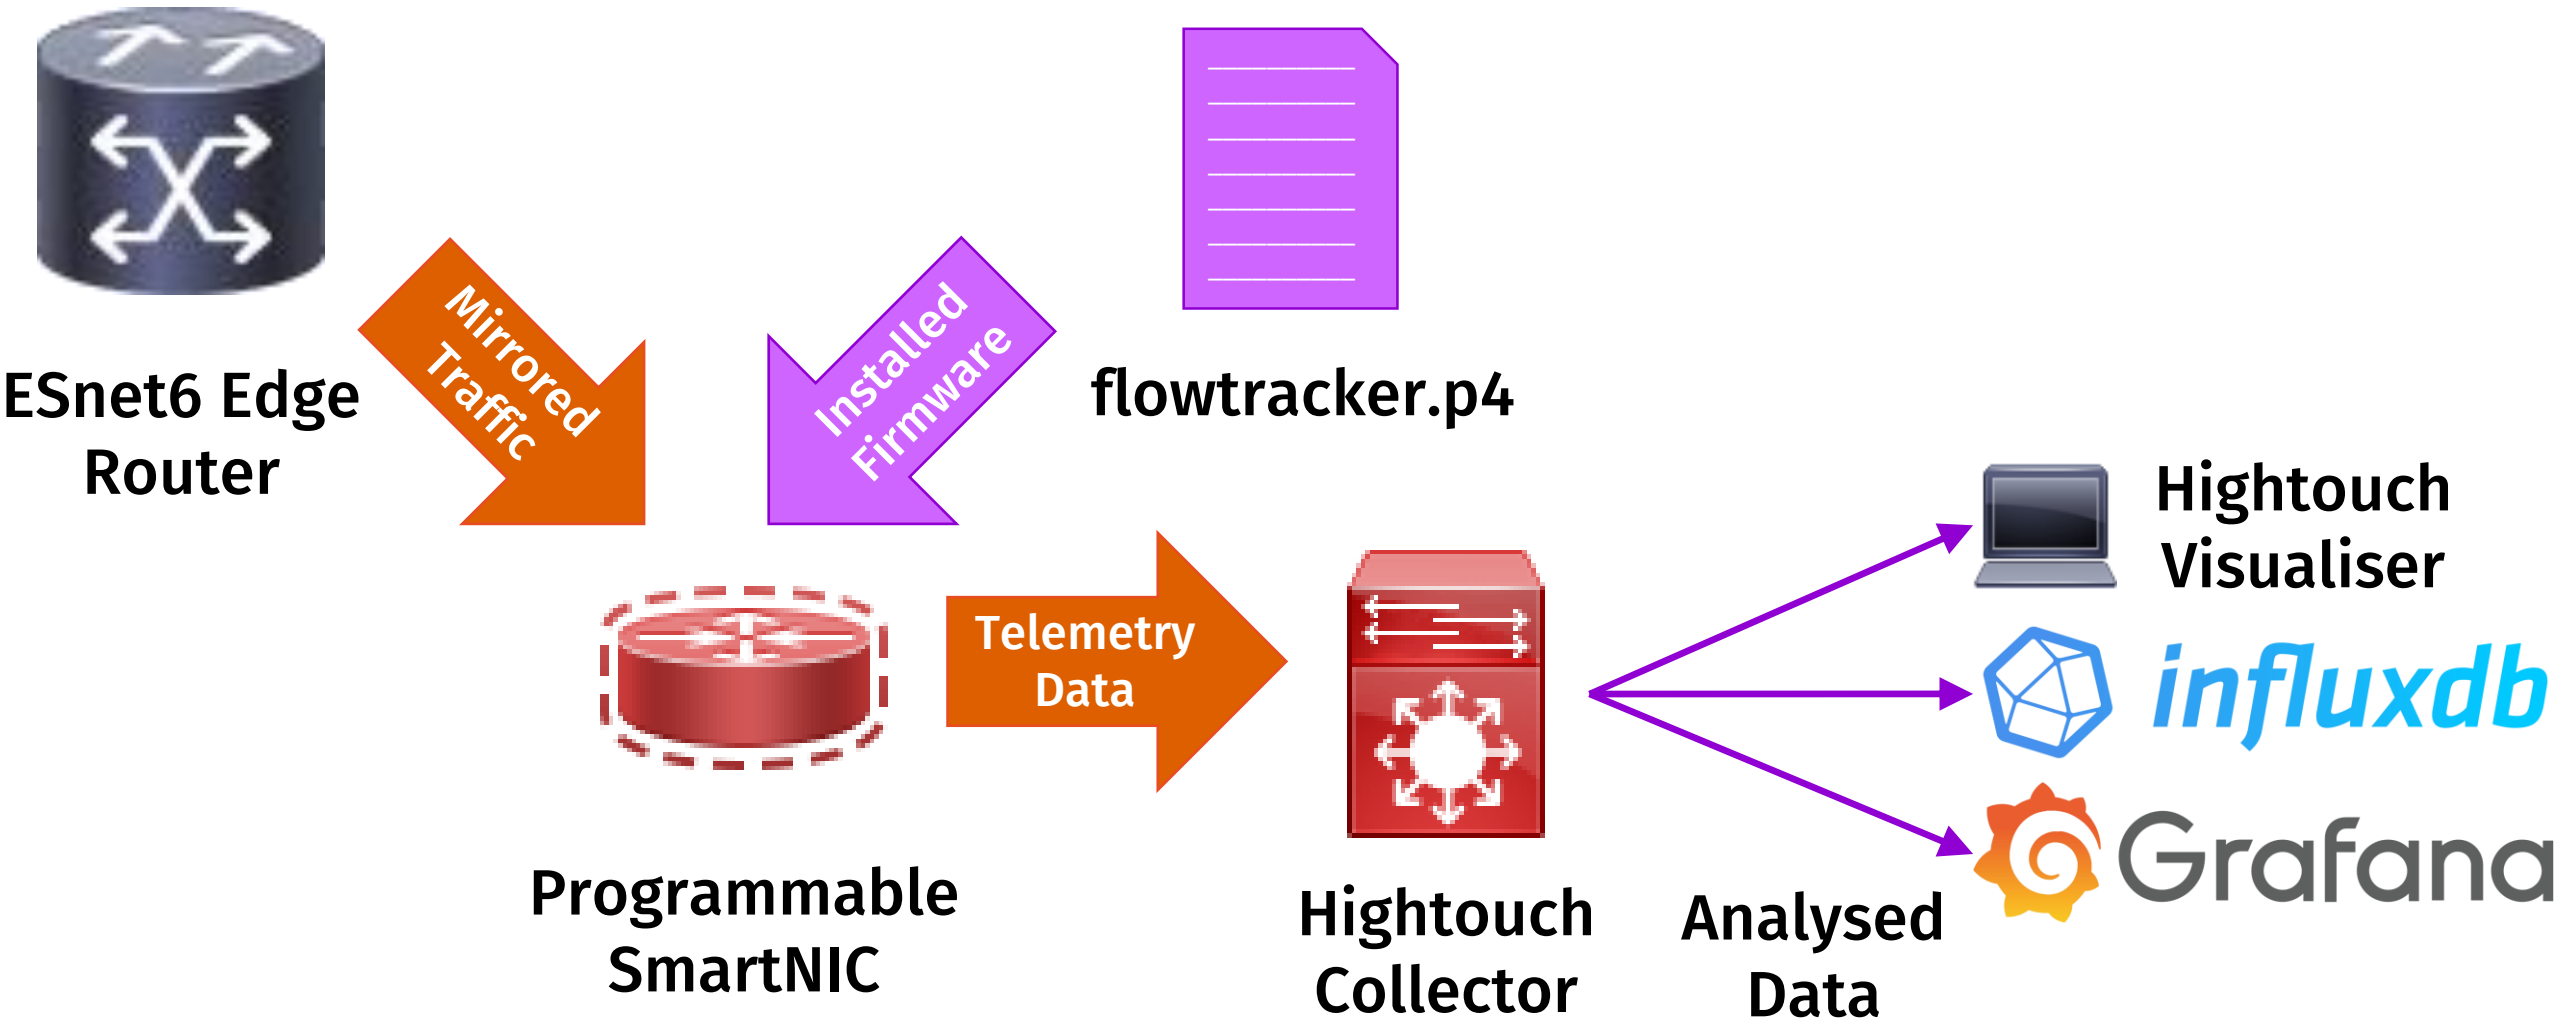 ESnet6 Edge
Router
Mirrored
Traffic
Installed
Firmware
flowtracker.p4
Programmable
SmartNIC
Telemetry
Data
Hightouch
Collector
Analysed
Data
Hightouch
Visualiser
influxdb
Grafana